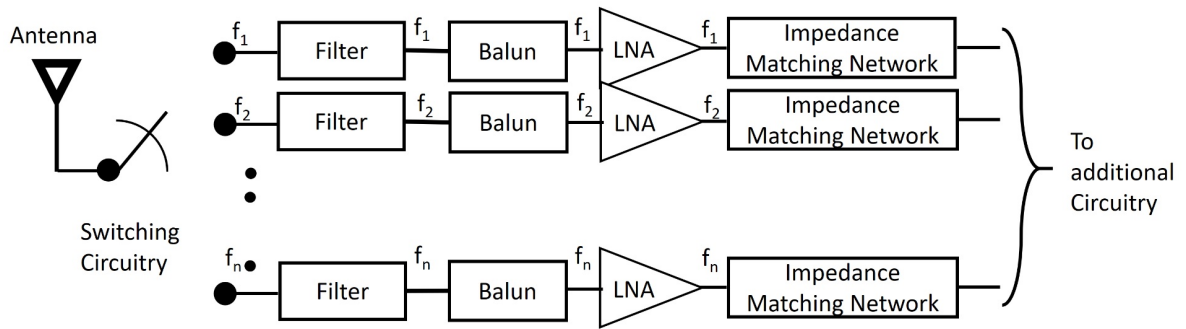 Antenna
Switching
Circuitry
f₁
Filter
f₁
Balun
f₁
LNA
f₁
Impedance
Matching Network
f₂
Filter
f₂
Balun
f₂
LNA
f₂
Impedance
Matching Network
fₙ
Filter
fₙ
Balun
fₙ
LNA
fₙ
Impedance
Matching Network
To
additional
Circuitry